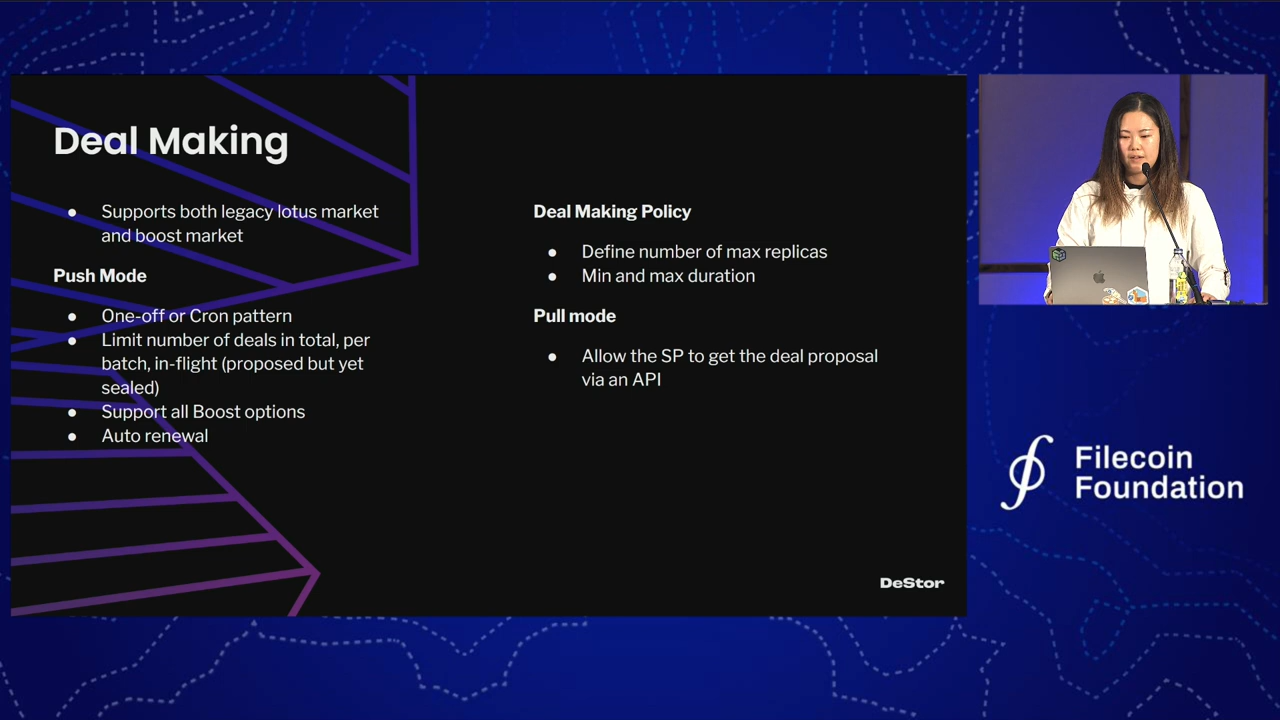 Deal Making
● Supports both legacy lotus market
and boost market
Push Mode
● One-off or Cron pattern
● Limit number of deals in total, per
batch, in-flight (proposed but yet
sealed)
● Support all Boost options
● Auto renewal
Deal Making Policy
● Define number of max replicas
● Min and max duration
Pull mode
● Allow the SP to get the deal proposal
via an API
DeStor
Filecoin
Foundation